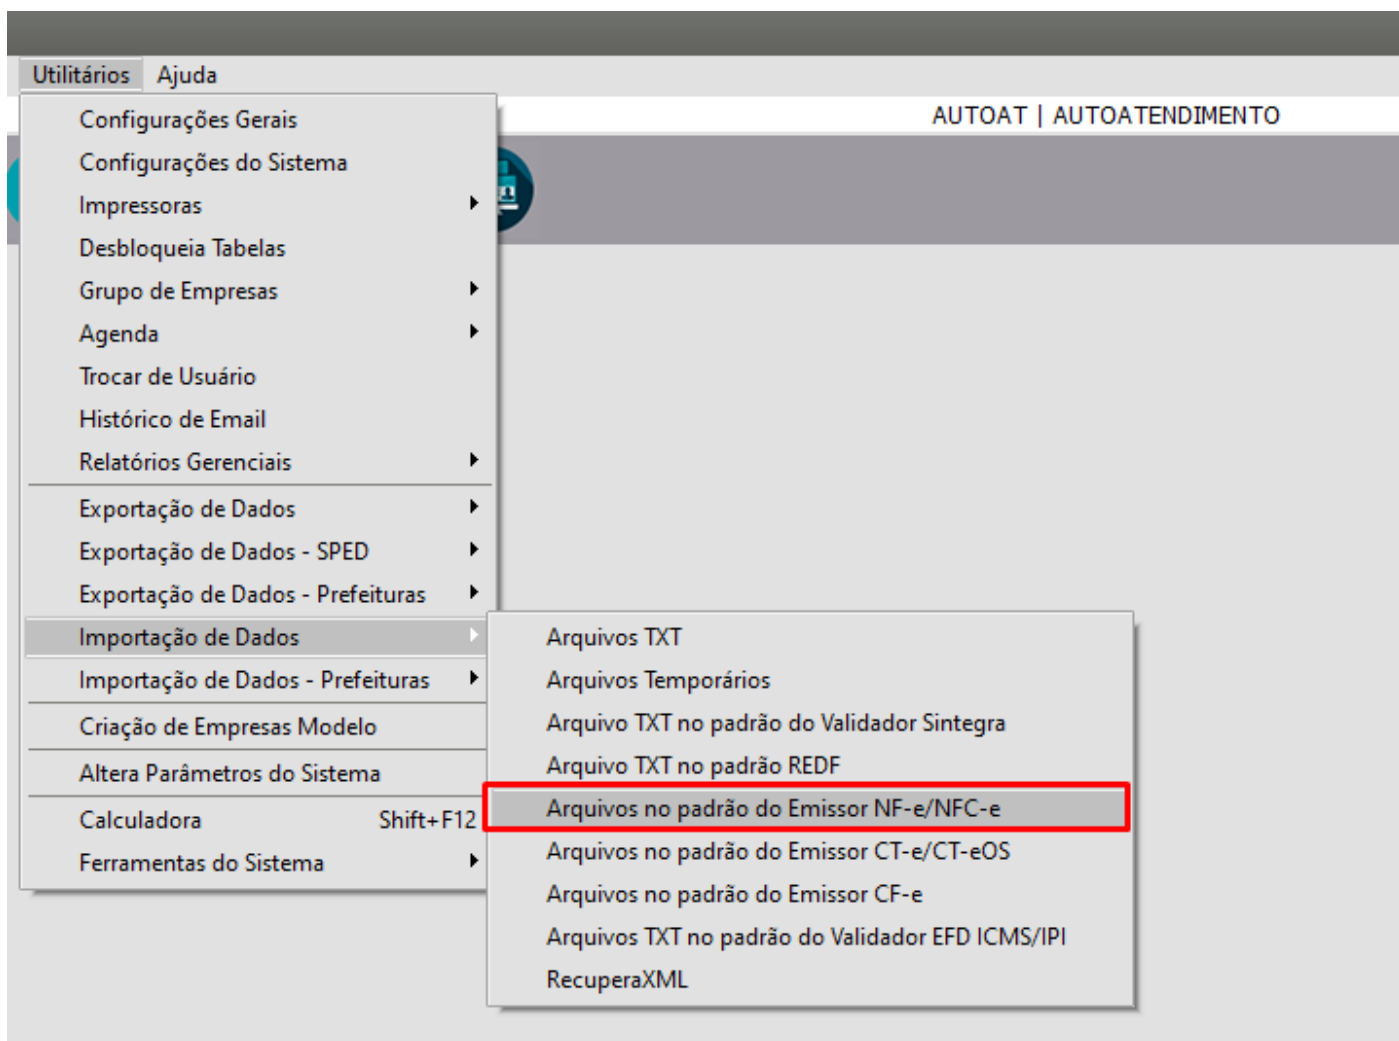 Utilitários Ajuda
AUTOAT | AUTOATENDIMENTO
Configurações Gerais
Configurações do Sistema
Impressoras
Desbloqueia Tabelas
Grupo de Empresas
Agenda
Trocar de Usuário
Histórico de Email
Relatórios Gerenciais
Exportação de Dados
Exportação de Dados - SPED
Exportação de Dados - Prefeituras
Importação de Dados
Importação de Dados - Prefeituras
Criação de Empresas Modelo
Altera Parâmetros do Sistema
Calculadora Shift+F12
Ferramentas do Sistema
Arquivos TXT
Arquivos Temporários
Arquivo TXT no padrão do Validador Sintegra
Arquivo TXT no padrão REDF
Arquivos no padrão do Emissor NF-e/NFC-e
Arquivos no padrão do Emissor CT-e/CT-eOS
Arquivos no padrão do Emissor CF-e
Arquivos TXT no padrão do Validador EFD ICMS/IPI
RecuperaXML